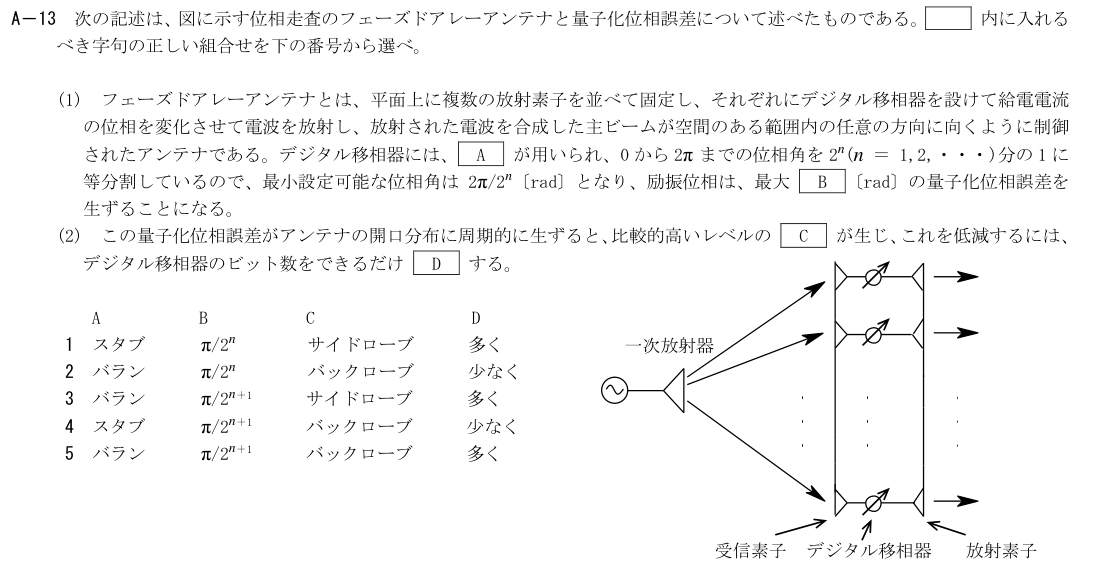 A－13 次の記述は、図に示す位相走査のフェーズドアレーアンテナと量子化位相誤差について述べたものである。 内に入れる
べき字句の正しい組合せを下の番号から選べ。
(1) フェーズドアレーアンテナとは、平面上に複数の放射素子を並べて固定し、それぞれにデジタル移相器を設けて給電電流
の位相を変化させて電波を放射し、放射された電波を合成した主ビームが空間のある範囲内の任意の方向に向くように制御
されたアンテナである。デジタル移相器には、 A が用いられ、0 から 2π までの位相角を 2ⁿ(n = 1, 2, ・・・)分の 1 に
等分割しているので、最小設定可能な位相角は 2π/2ⁿ〔rad〕となり、励振位相は、最大 B 〔rad〕の量子化位相誤差を
生ずることになる。
(2) この量子化位相誤差がアンテナの開口分布に周期的に生ずると、比較的高いレベルの C が生じ、これを低減するには、
デジタル移相器のビット数をできるだけ D する。
A B C D
1 スタブ π/2ⁿ サイドローブ 多く
2 バラン π/2ⁿ バックローブ 少なく
3 バラン π/2ⁿ⁺¹ サイドローブ 多く
4 スタブ π/2ⁿ⁺¹ バックローブ 少なく
5 バラン π/2ⁿ⁺¹ バックローブ 多く
一次放射器
受信素子 デジタル移相器 放射素子